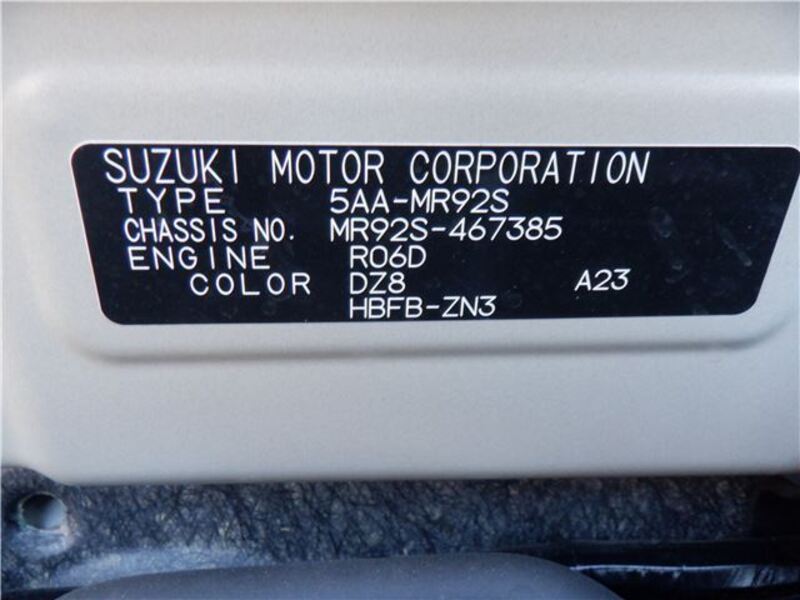 SUZUKI MOTOR CORPORATION
TYPE 5AA-MR92S
CHASSIS NO. MR92S-467385
ENGINE R06D
COLOR DZ8 A23
HBFB-ZN3